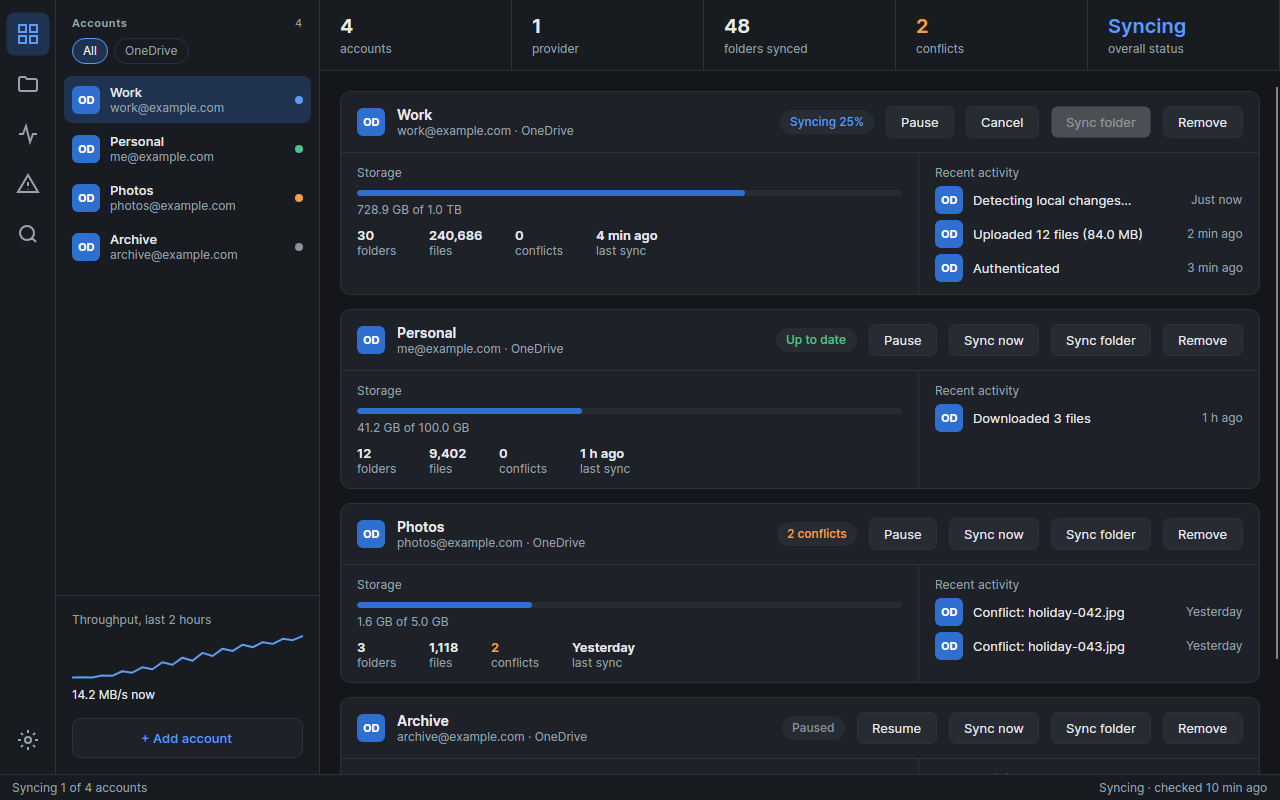 Accounts 4
All OneDrive
OD Work
work@example.com
OD Personal
me@example.com
OD Photos
photos@example.com
OD Archive
archive@example.com
Throughput, last 2 hours
14.2 MB/s now
+ Add account
4
accounts
1
provider
48
folders synced
2
conflicts
Syncing
overall status
OD Work
work@example.com · OneDrive
Syncing 25% Pause Cancel Sync folder Remove
Storage
728.9 GB of 1.0 TB
30 240,686 0 4 min ago
folders files conflicts last sync
Recent activity
OD Detecting local changes... Just now
OD Uploaded 12 files (84.0 MB) 2 min ago
OD Authenticated 3 min ago
OD Personal
me@example.com · OneDrive
Up to date Pause Sync now Sync folder Remove
Storage
41.2 GB of 100.0 GB
12 9,402 0 1 h ago
folders files conflicts last sync
Recent activity
OD Downloaded 3 files 1 h ago
OD Photos
photos@example.com · OneDrive
2 conflicts Pause Sync now Sync folder Remove
Storage
1.6 GB of 5.0 GB
3 1,118 2 Yesterday
folders files conflicts last sync
Recent activity
OD Conflict: holiday-042.jpg Yesterday
OD Conflict: holiday-043.jpg Yesterday
OD Archive
archive@example.com · OneDrive
Paused Resume Sync now Sync folder Remove
Syncing 1 of 4 accounts
Syncing · checked 10 min ago